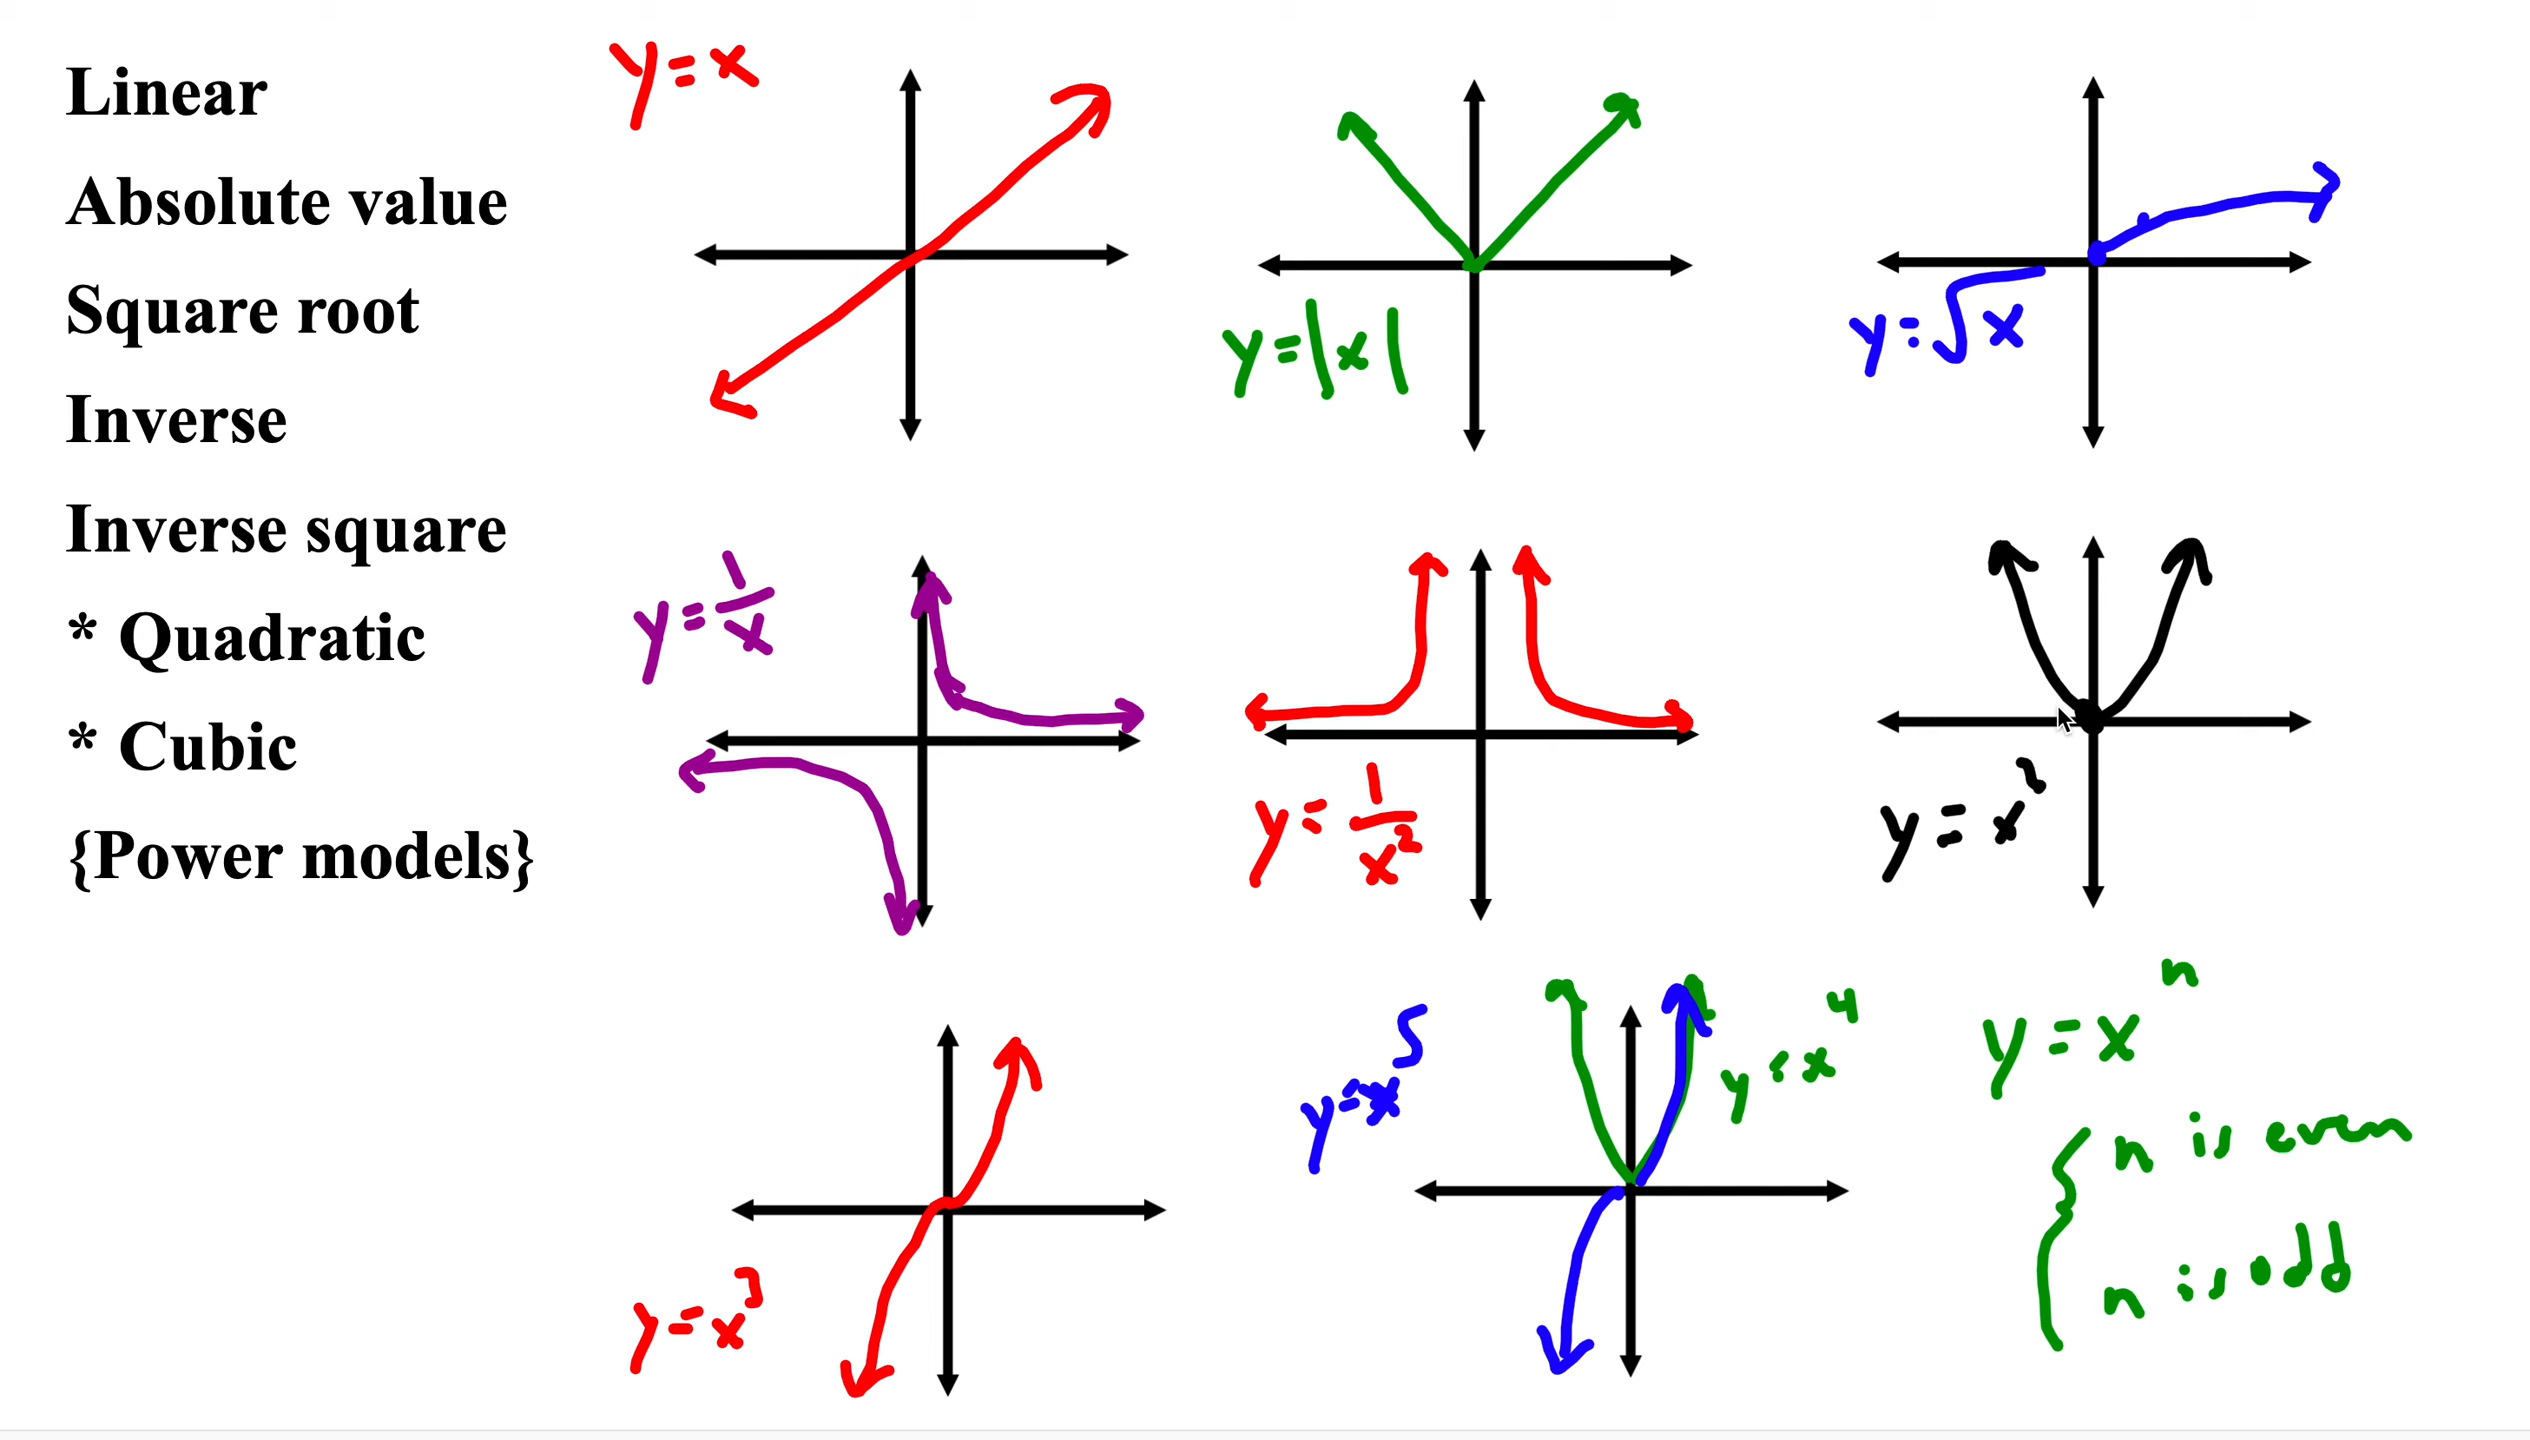 Linear
Absolute value
Square root
Inverse
Inverse square
* Quadratic
* Cubic
{Power models}
y = x
y = |x|
y = √x
y = 1/x
y = 1/x²
y = x²
y = x³
y = x⁵
y = x⁴
y = xⁿ
{ n is even
n is odd